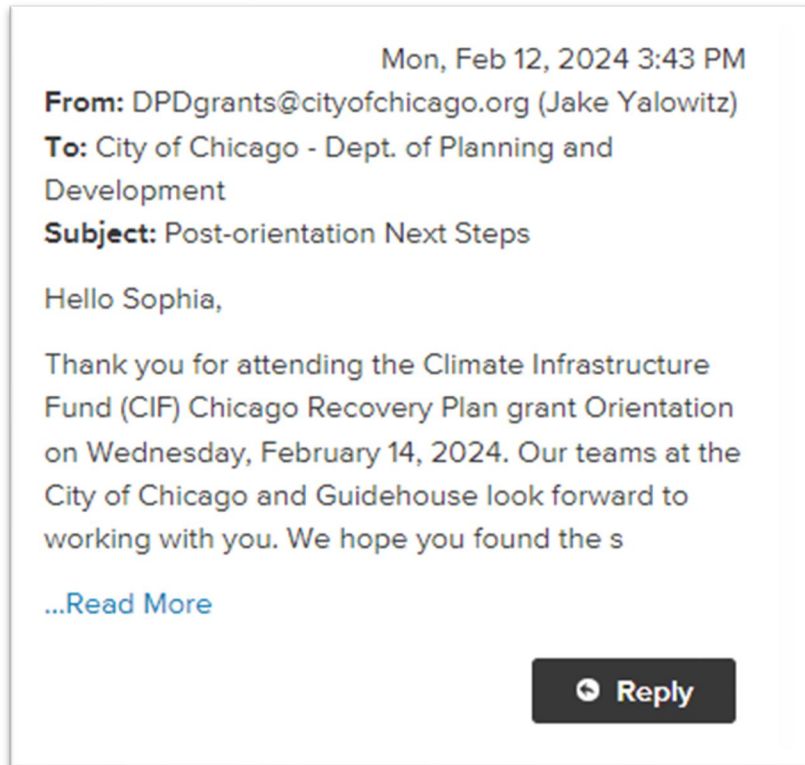 Mon, Feb 12, 2024 3:43 PM
From: DPDgrants@cityofchicago.org (Jake Yalowitz)
To: City of Chicago - Dept. of Planning and
Development
Subject: Post-orientation Next Steps
Hello Sophia,
Thank you for attending the Climate Infrastructure
Fund (CIF) Chicago Recovery Plan grant Orientation
on Wednesday, February 14, 2024. Our teams at the
City of Chicago and Guidehouse look forward to
working with you. We hope you found the s
...Read More
Reply